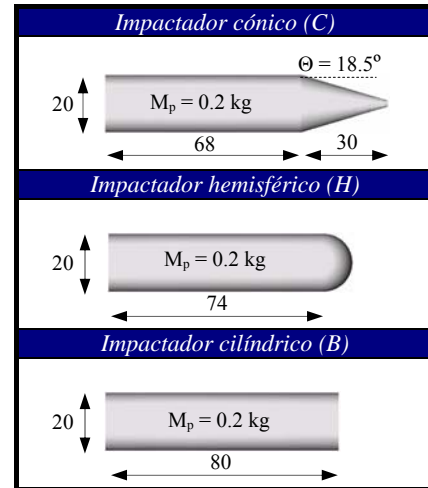 Impactador cónico (C)
Θ = 18.5º
20
Mp = 0.2 kg
68
30
Impactador hemisférico (H)
20
Mp = 0.2 kg
74
Impactador cilíndrico (B)
20
Mp = 0.2 kg
80